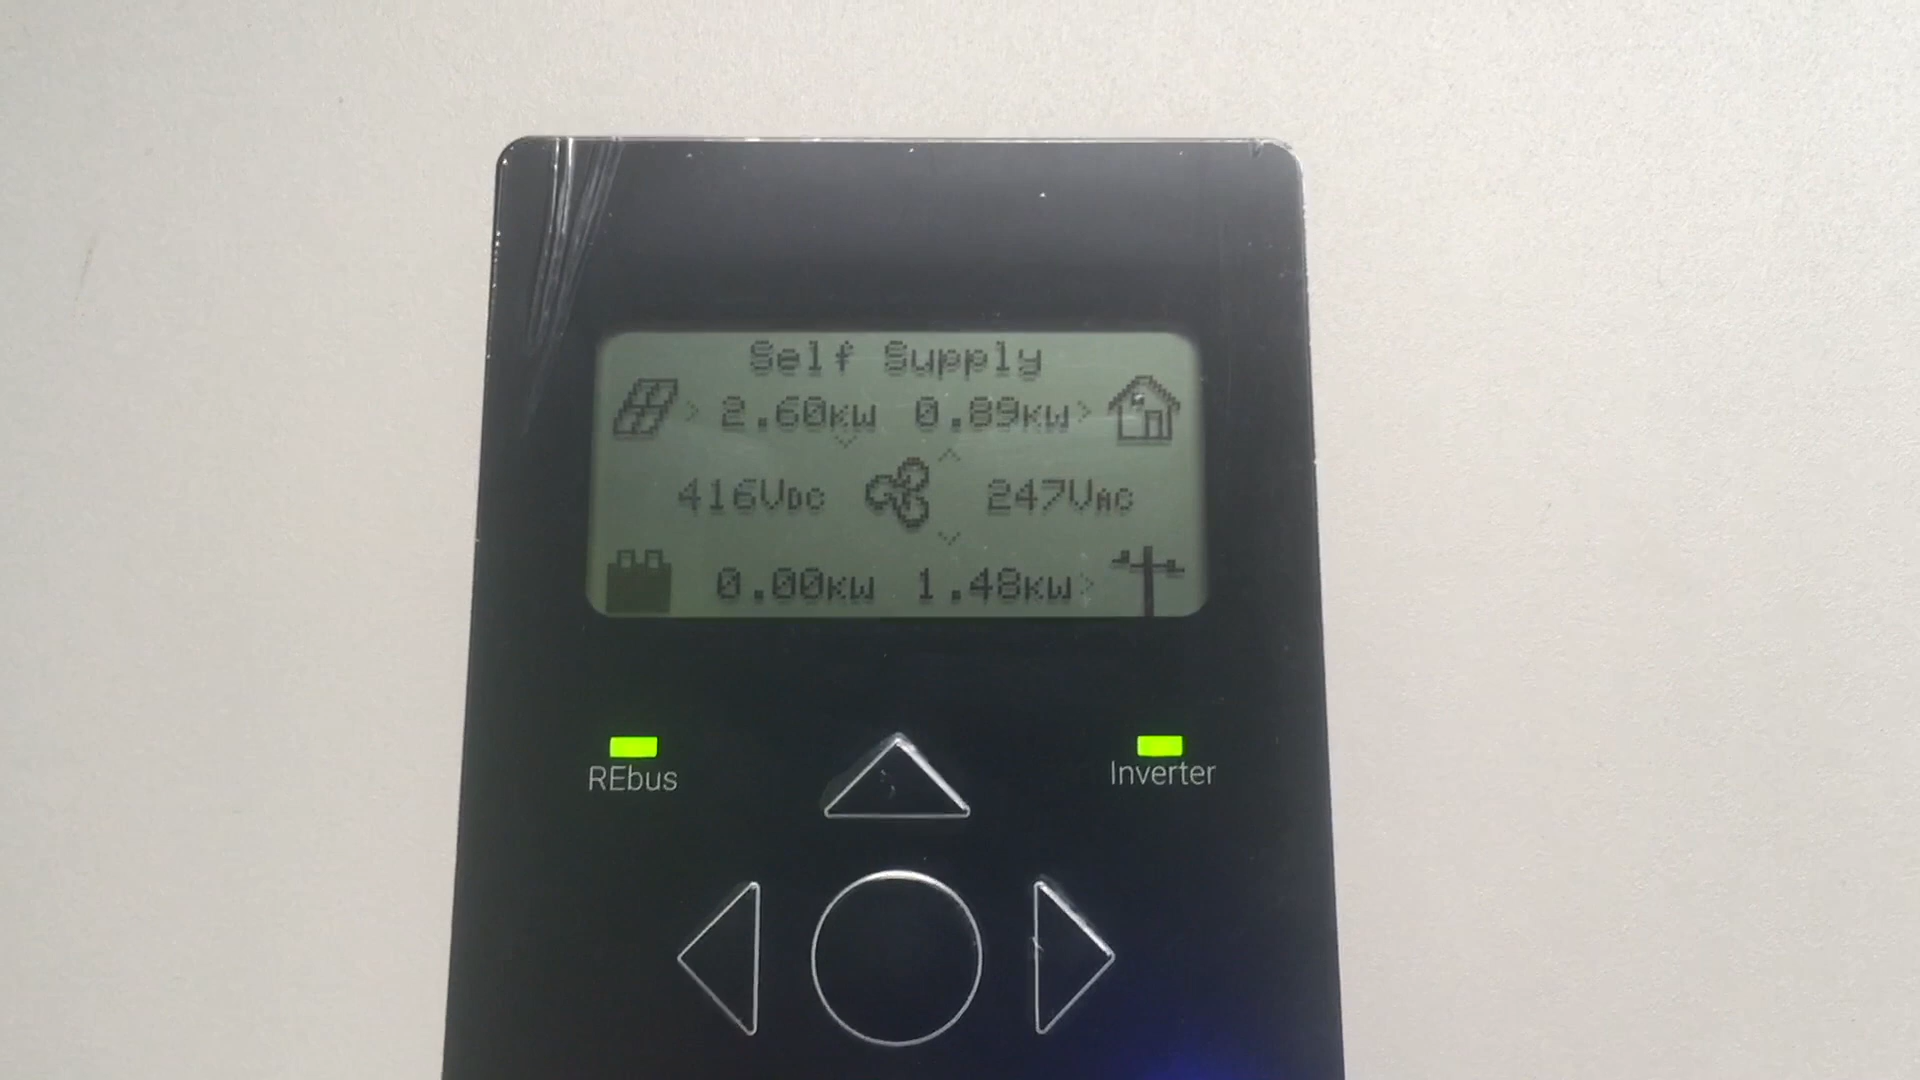 Self Supply
> 2.60kW 0.89kW>
416VDC 247VAC
0.00kW 1.48kW>
REbus
Inverter